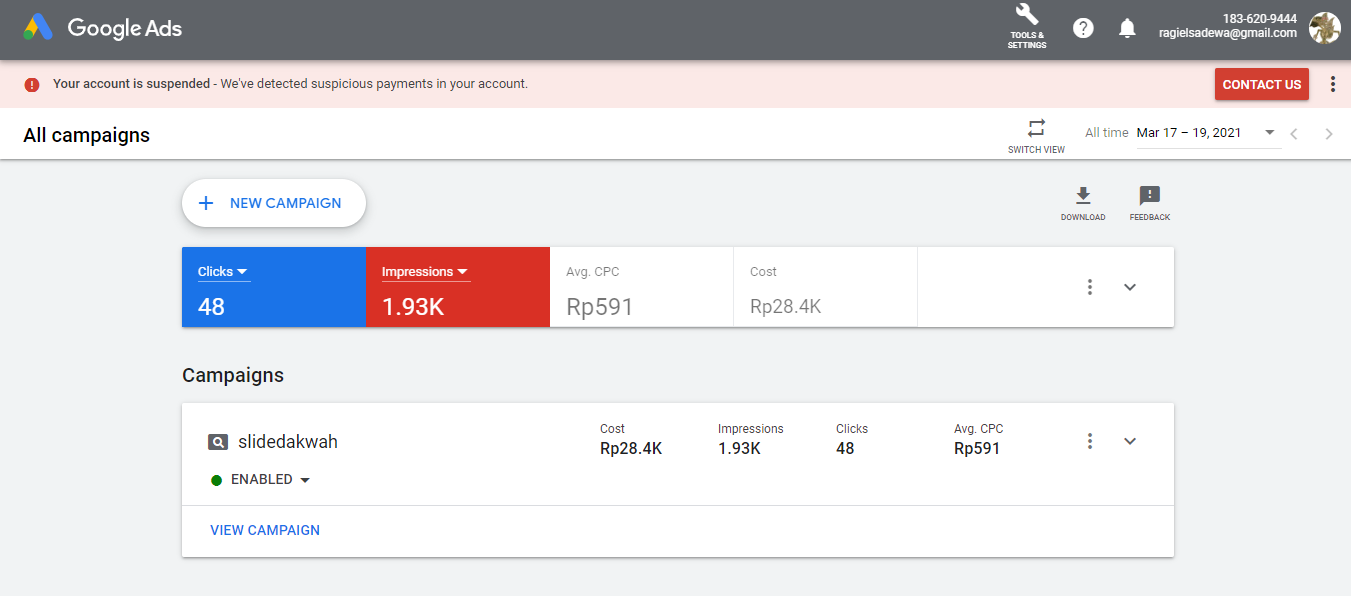 Google Ads
TOOLS &
SETTINGS
183-620-9444
ragielsadewa@gmail.com
Your account is suspended - We've detected suspicious payments in your account.
CONTACT US
All campaigns
SWITCH VIEW
All time Mar 17 – 19, 2021
NEW CAMPAIGN
DOWNLOAD
FEEDBACK
Clicks
48
Impressions
1.93K
Avg. CPC
Rp591
Cost
Rp28.4K
Campaigns
slidedakwah
ENABLED
Cost
Rp28.4K
Impressions
1.93K
Clicks
48
Avg. CPC
Rp591
VIEW CAMPAIGN